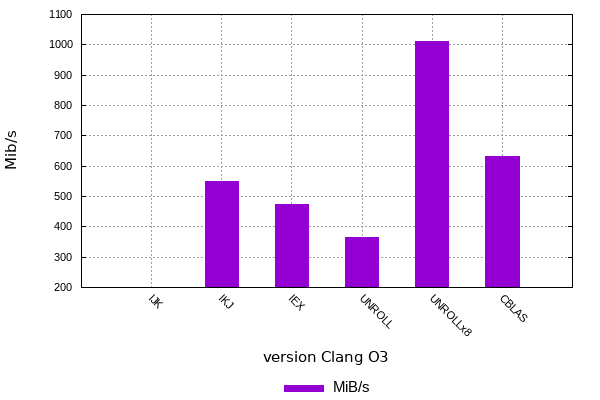 1100
1000
900
800
700
600
500
400
300
200
Mib/s
IJK
IKJ
IEX
UNROLL
UNROLLx8
CBLAS
version Clang O3
MiB/s